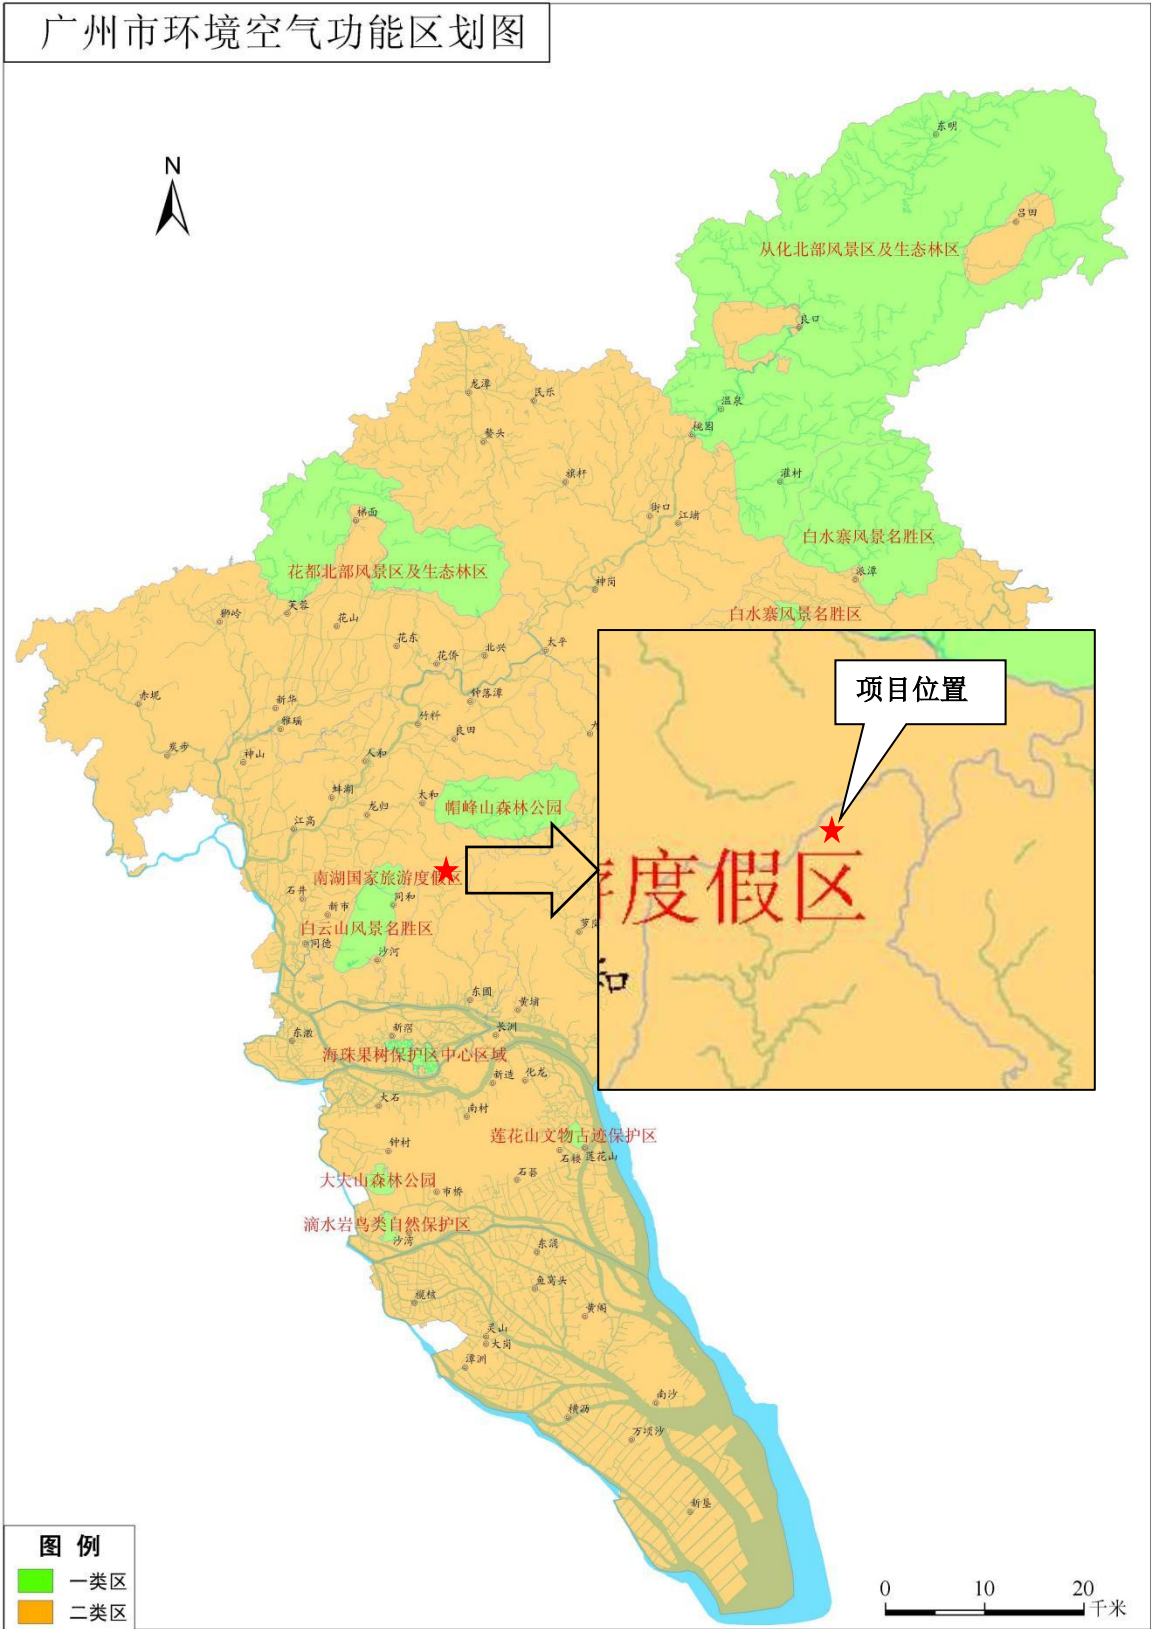 广州市环境空气功能区划图
N
东明
吕田
从化北部风景区及生态林区
良口
龙潭
民乐
温泉
鳌头
桃园
旗杆
灌村
街口
江埔
梯面
白水寨风景名胜区
花都北部风景区及生态林区
派潭
神岗
芙蓉
狮岭
花山
白水寨风景名胜区
花东
北兴
太平
花侨
项目位置
赤坭
新华
钟落潭
雅瑶
竹料
良田
炭步
神山
人和
蚌湖
太和
龙归
帽峰山森林公园
江高
南湖国家旅游度假区
度假区
石井
同和
新市
白云山风景名胜区
萝
同德
沙河
和
东圃
黄埔
新滘
长洲
东漖
海珠果树保护区中心区域
新造
化龙
大石
南村
莲花山文物古迹保护区
钟村
石楼
莲花山
石碁
大夫山森林公园
市桥
滴水岩鸟类自然保护区
沙湾
东涌
鱼窝头
榄核
黄阁
灵山
大岗
潭洲
南沙
横沥
万顷沙
新垦
图 例
一类区
二类区
0 10 20
千米